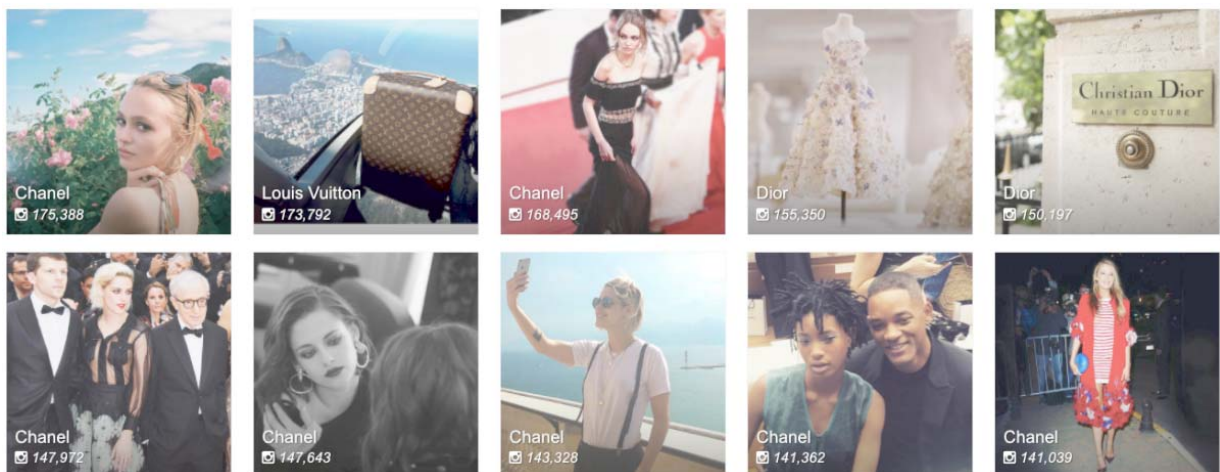 Chanel
175,388
Louis Vuitton
173,792
Chanel
168,495
Dior
155,350
Christian Dior
HAUTE COUTURE
Dior
150,197
Chanel
147,972
Chanel
147,643
Chanel
143,328
Chanel
141,362
Chanel
141,039